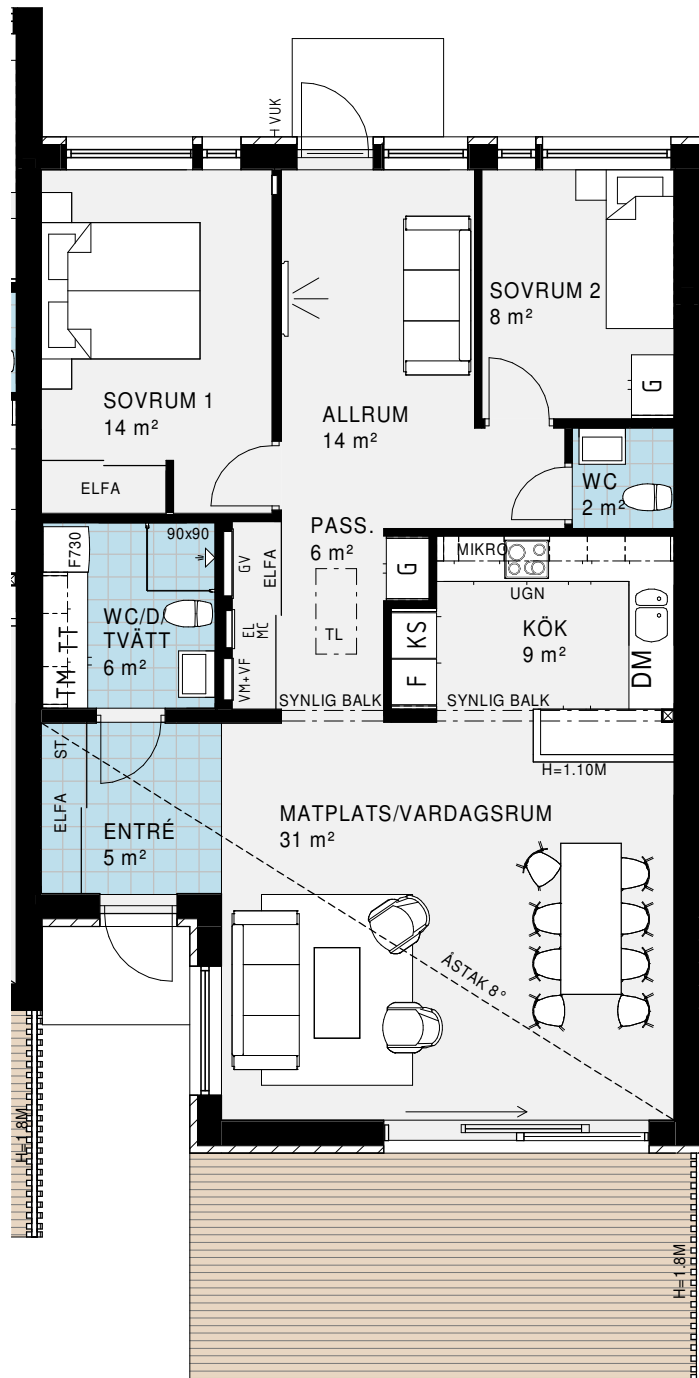 VUK
SOVRUM 2
8 m²
G
SOVRUM 1
14 m²
ALLRUM
14 m²
ELFA
WC
2 m²
F730
90x90
GV
ELFA
PASS.
6 m²
G
MIKRO
UGN
TM TT
WC/D/
TVÄTT
6 m²
EL
MC
VM+VF
TL
KS
F
KÖK
9 m²
DM
SYNLIG BALK
SYNLIG BALK
ST
ELFA
H=1.10M
ENTRÉ
5 m²
MATPLATS/VARDAGSRUM
31 m²
ÅSTAK 8°
H=1.8M
H=1.8M